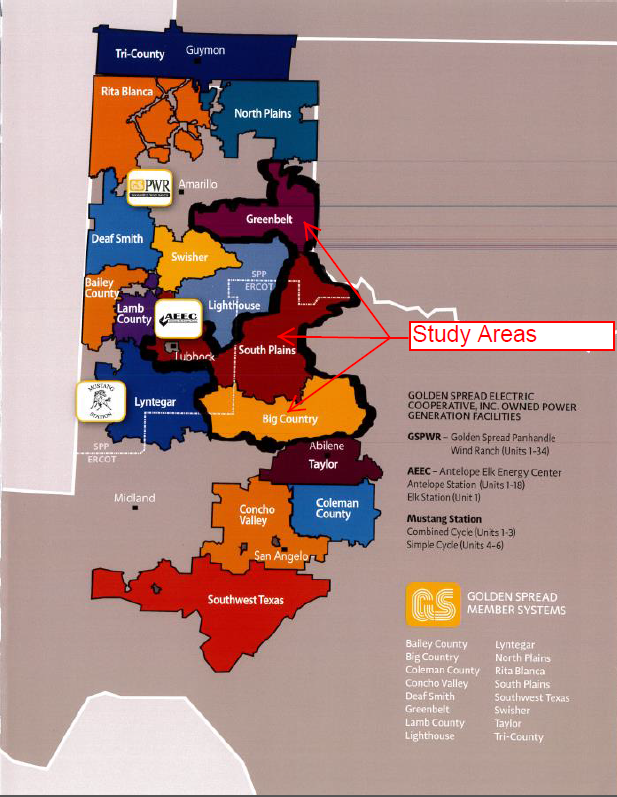 Tri-County
Guymon
Rita Blanca
North Plains
GSPWR
Amarillo
Greenbelt
Deaf Smith
Swisher
SPP
ERCOT
Bailey
County
Lamb
County
Lighthouse
AEEC
Study Areas
Lubbock
South Plains
MUSTANG
STATION
Lyntegar
Big Country
GOLDEN SPREAD ELECTRIC
COOPERATIVE, INC. OWNED POWER
GENERATION FACILITIES
GSPWR – Golden Spread Panhandle
Wind Ranch (Units 1-34)
SPP
ERCOT
Abilene
Taylor
AEEC – Antelope Elk Energy Center
Antelope Station (Units 1-18)
Elk Station (Unit 1)
Midland
Concho
Valley
Coleman
County
Mustang Station
Combined Cycle (Units 1-3)
Simple Cycle (Units 4-6)
San Angelo
Southwest Texas
GS
GOLDEN SPREAD
MEMBER SYSTEMS
Bailey County
Big Country
Coleman County
Concho Valley
Deaf Smith
Greenbelt
Lamb County
Lighthouse
Lyntegar
North Plains
Rita Blanca
South Plains
Southwest Texas
Swisher
Taylor
Tri-County